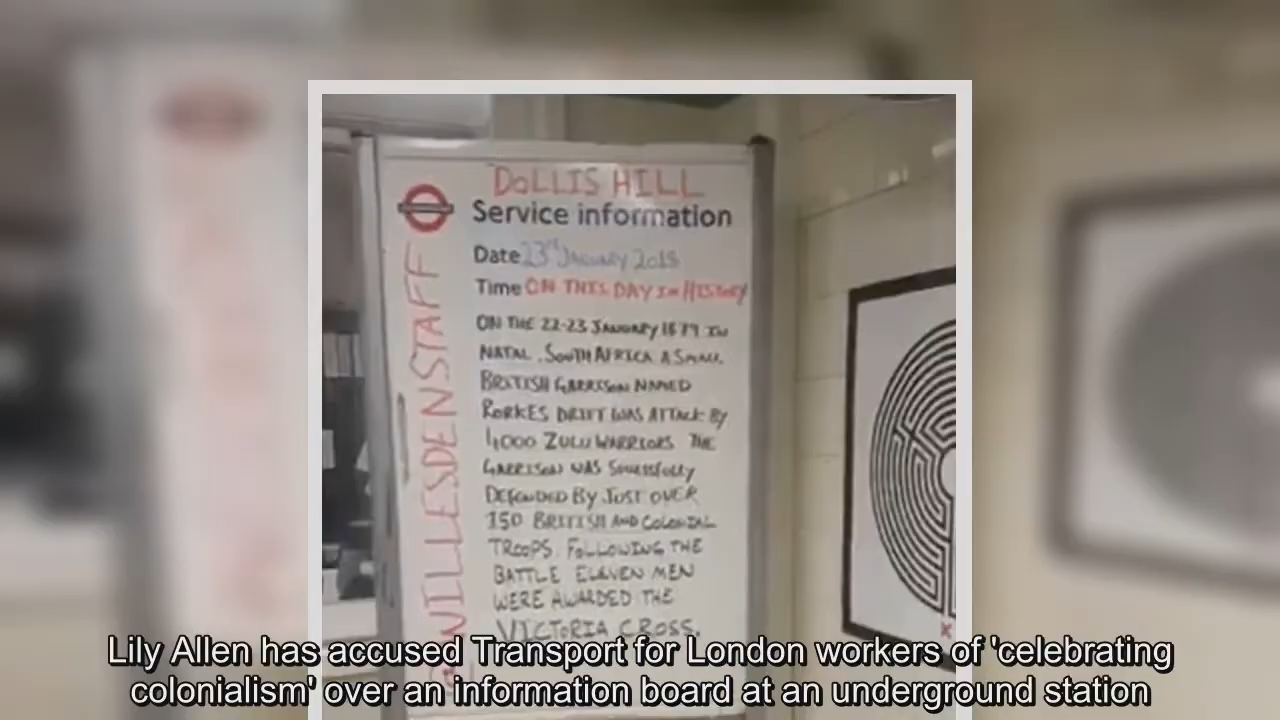 DOLLIS HILL
Service information
Date 23rd JANUARY 2018
Time ON THIS DAY IN HISTORY
ON THE 22-23 JANUARY 1879 IN
NATAL, SOUTH AFRICA A SMALL
BRITISH GARRISON NAMED
RORKES DRIFT WAS ATTACK BY
4000 ZULU WARRIORS THE
GARRISON WAS SUCESSFULLY
DEFENDED BY JUST OVER
150 BRITISH AND COLONIAL
TROOPS. FOLLOWING THE
BATTLE ELEVEN MEN
WERE AWARDED THE
VICTORIA CROSS.
@WILLESDENSTAFF
Lily Allen has accused Transport for London workers of 'celebrating
colonialism' over an information board at an underground station